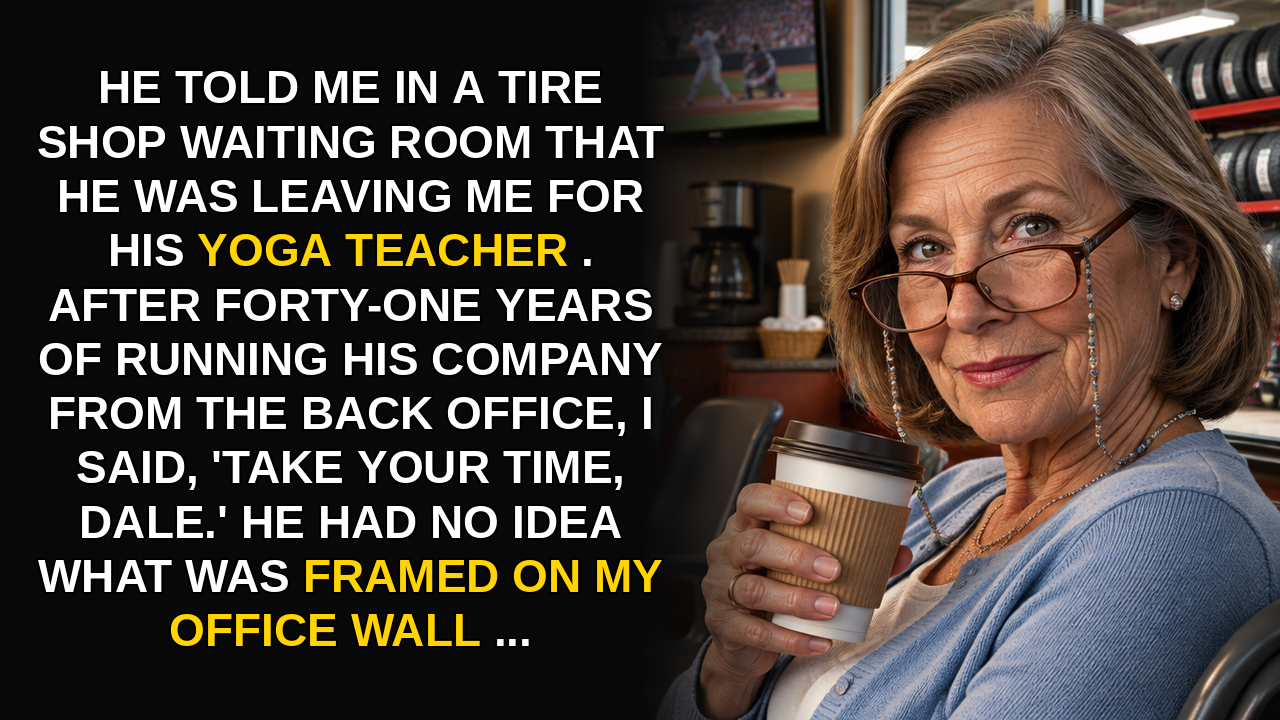 HE TOLD ME IN A TIRE
SHOP WAITING ROOM THAT
HE WAS LEAVING ME FOR
HIS YOGA TEACHER .
AFTER FORTY-ONE YEARS
OF RUNNING HIS COMPANY
FROM THE BACK OFFICE, I
SAID, 'TAKE YOUR TIME,
DALE.' HE HAD NO IDEA
WHAT WAS FRAMED ON MY
OFFICE WALL ...